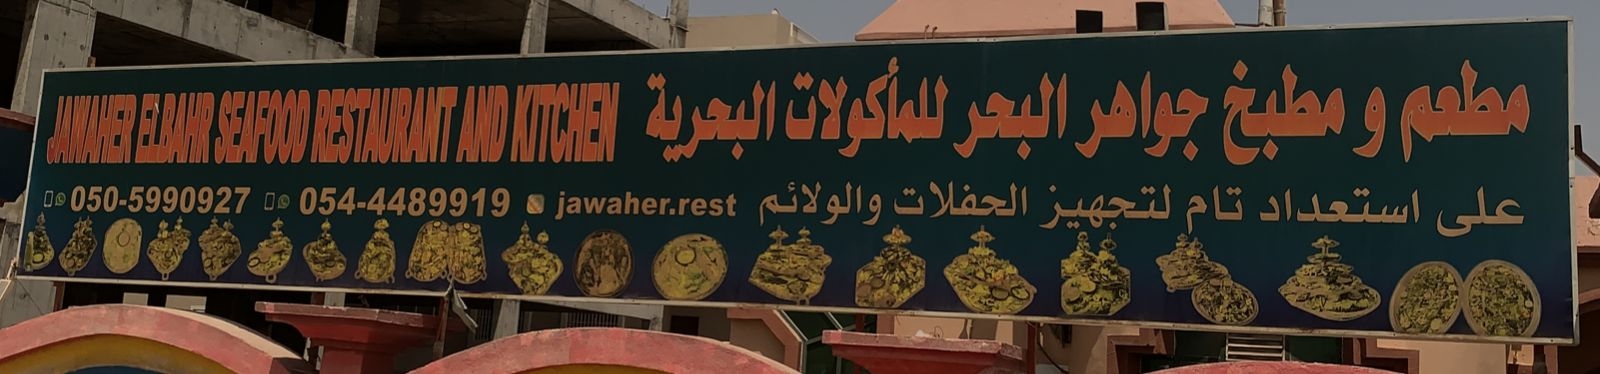 مطعم و مطبخ جواهر البحر للمأكولات البحرية
JAWAHER ELBAHR SEAFOOD RESTAURANT AND KITCHEN
على استعداد تام لتجهيز الحفلات والولائم
050-5990927 054-4489919 jawaher.rest